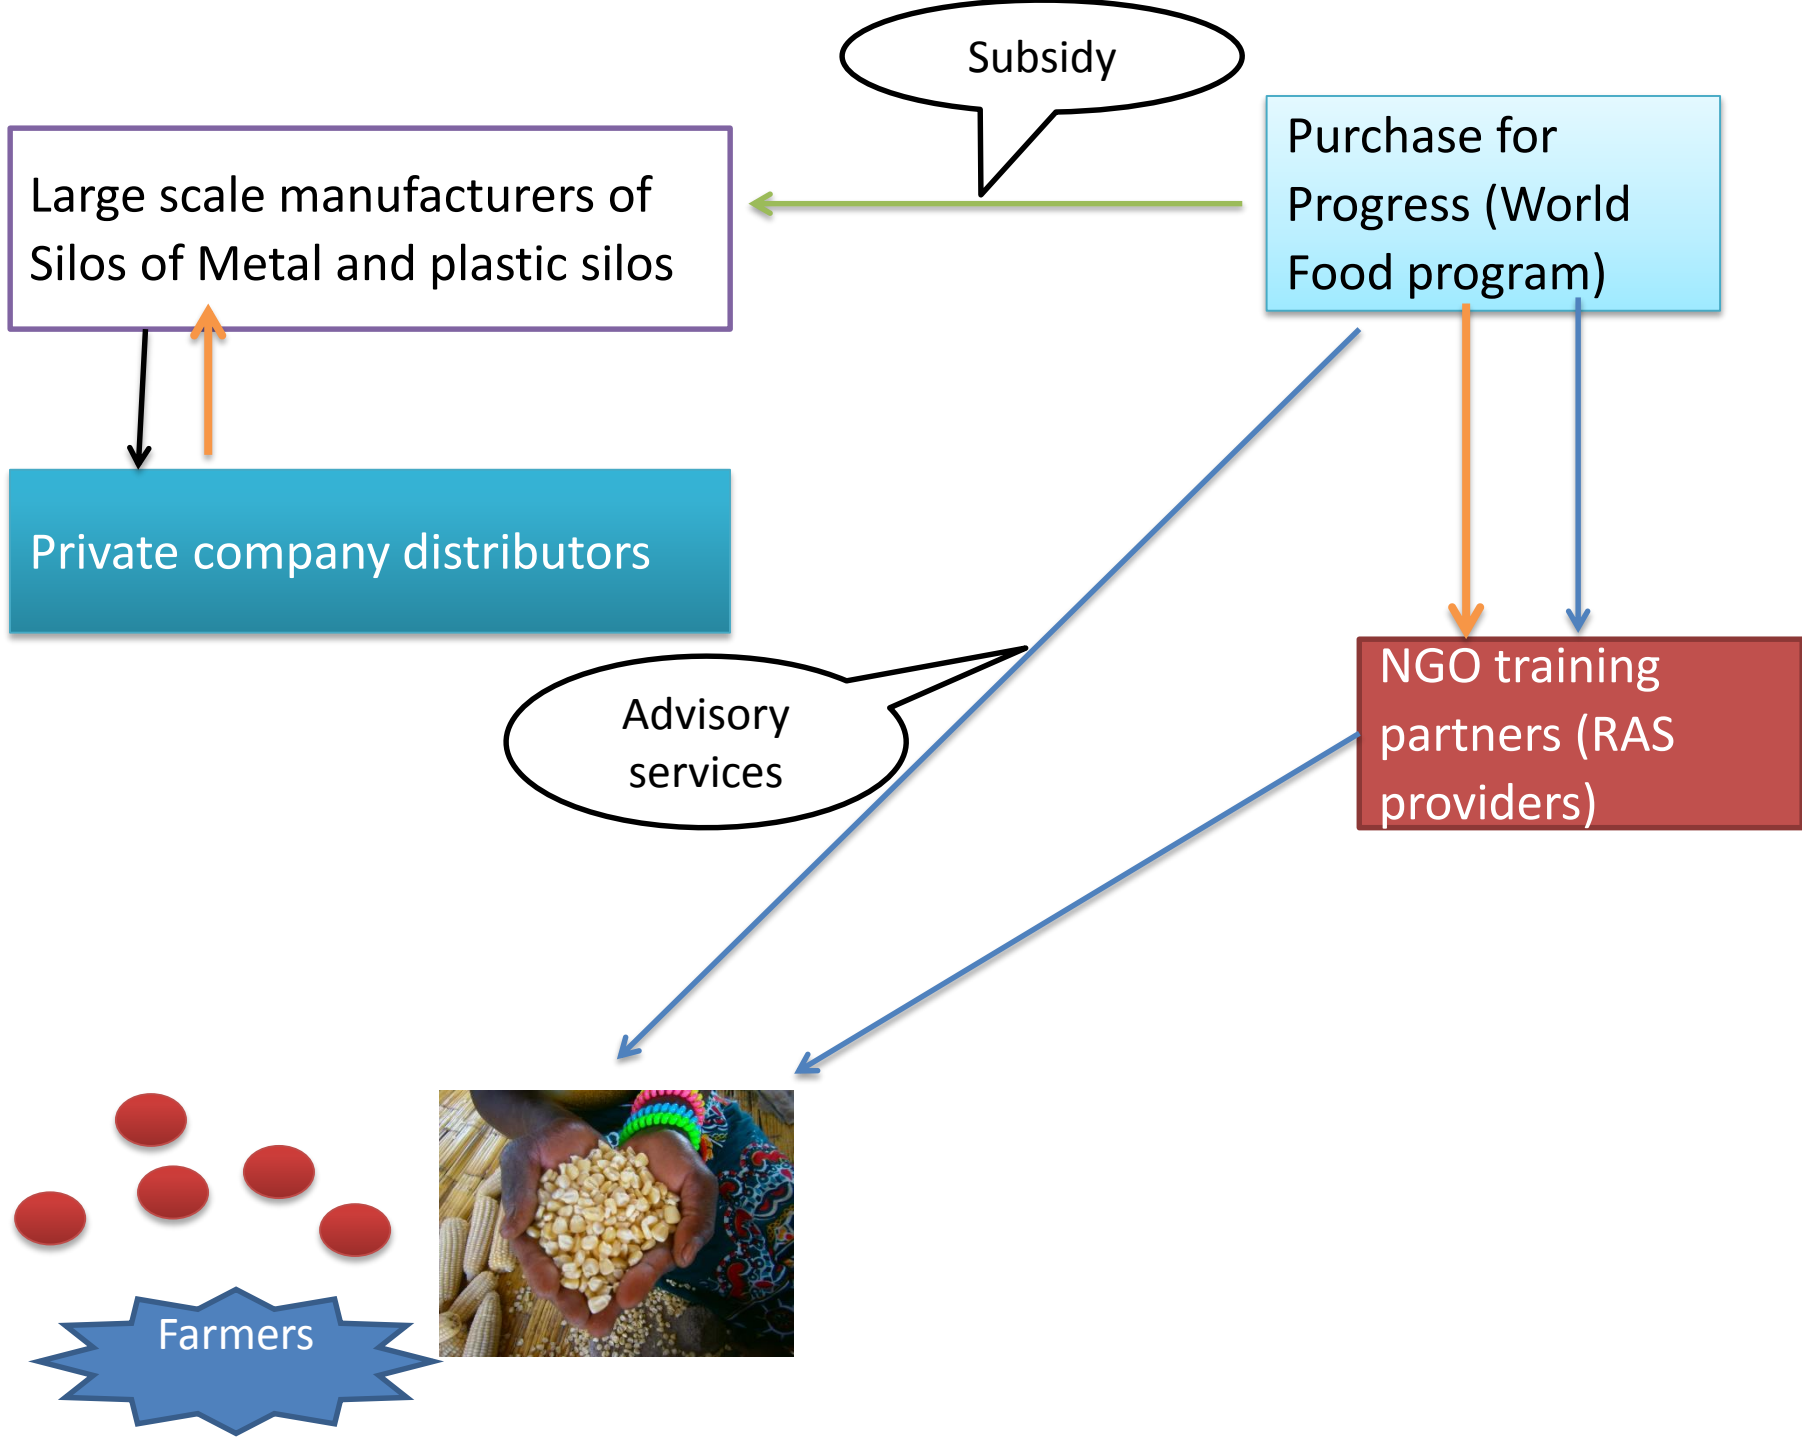 Subsidy
Purchase for
Progress (World
Food program)
Large scale manufacturers of
Silos of Metal and plastic silos
Private company distributors
NGO training
partners (RAS
providers)
Advisory
services
Farmers